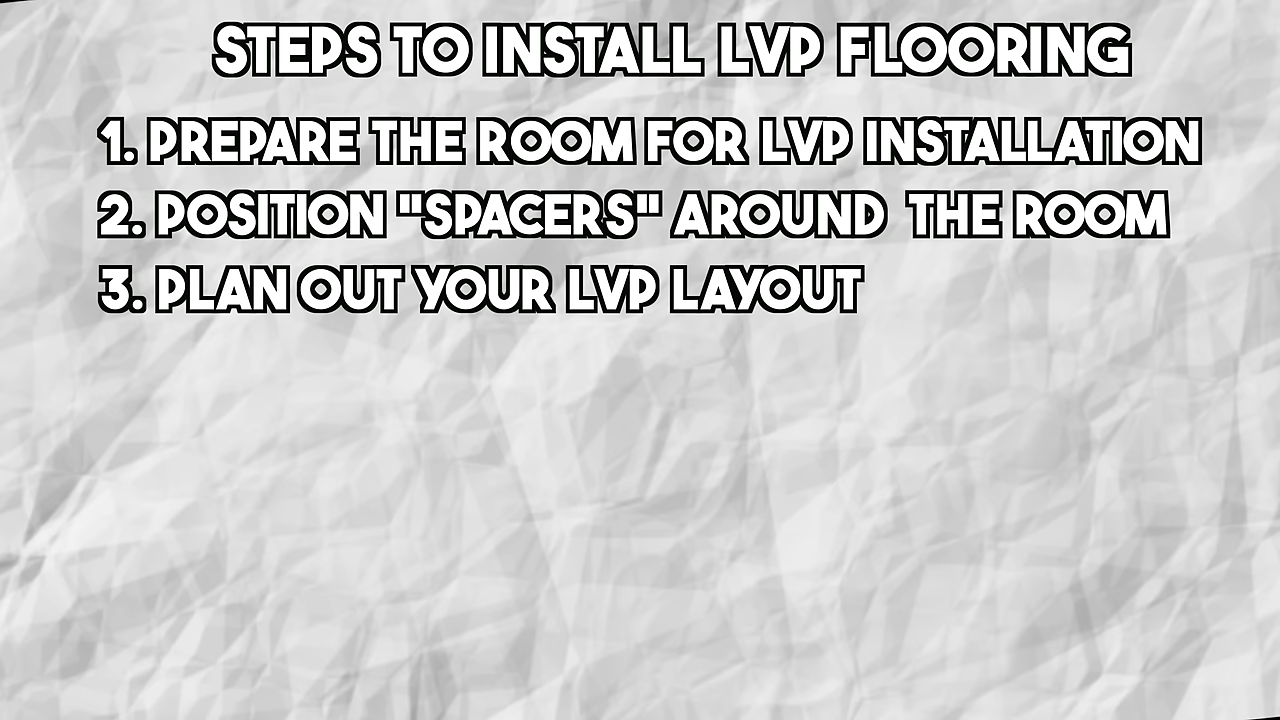 STEPS TO INSTALL LVP FLOORING
1. PREPARE THE ROOM FOR LVP INSTALLATION
2. POSITION "SPACERS" AROUND THE ROOM
3. PLAN OUT YOUR LVP LAYOUT